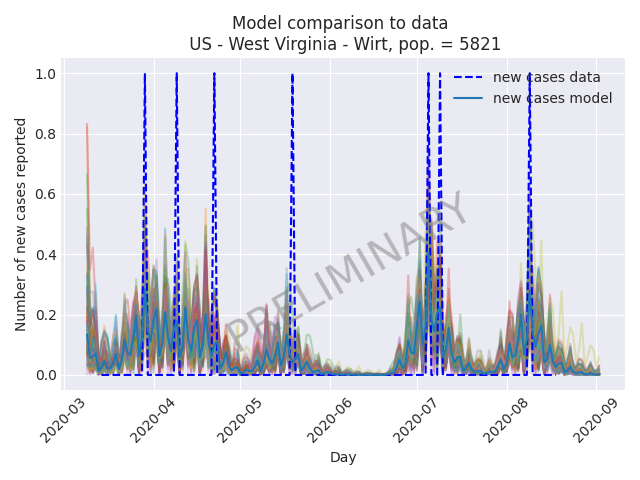 Model comparison to data
US - West Virginia - Wirt, pop. = 5821
new cases data
new cases model
Number of new cases reported
1.0
0.8
0.6
0.4
0.2
0.0
PRELIMINARY
2020-03
2020-04
2020-05
2020-06
2020-07
2020-08
2020-09
Day